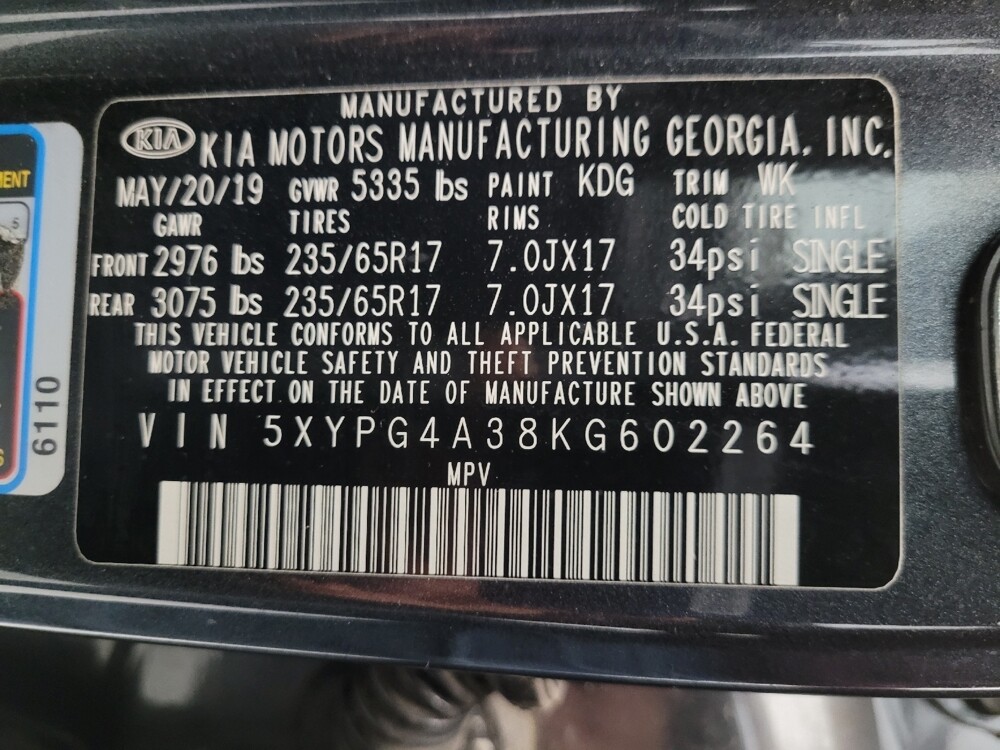 MANUFACTURED BY
KIA KIA MOTORS MANUFACTURING GEORGIA, INC.
MAY/20/19 GVWR 5335 lbs PAINT KDG TRIM WK
GAWR TIRES RIMS COLD TIRE INFL
FRONT 2976 lbs 235/65R17 7.0JX17 34psi SINGLE
REAR 3075 lbs 235/65R17 7.0JX17 34psi SINGLE
THIS VEHICLE CONFORMS TO ALL APPLICABLE U.S.A. FEDERAL
MOTOR VEHICLE SAFETY AND THEFT PREVENTION STANDARDS
IN EFFECT ON THE DATE OF MANUFACTURE SHOWN ABOVE
VIN 5XYPG4A38KG602264
MPV
6110